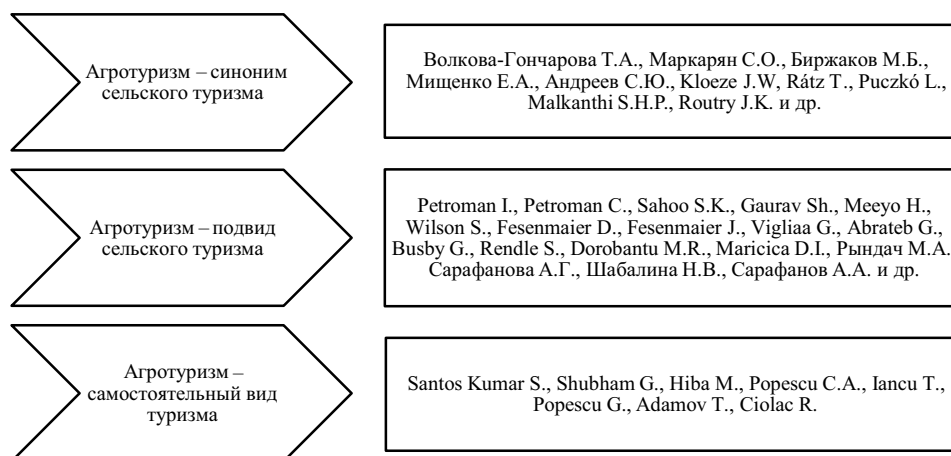 Агротуризм – синоним
сельского туризма
Волкова-Гончарова Т.А., Маркарян С.О., Биржаков М.Б.,
Мищенко Е.А., Андреев С.Ю., Kloeze J.W, Rátz T., Puczkó L.,
Malkanthi S.H.P., Routry J.K. и др.
Агротуризм – подвид
сельского туризма
Petroman I., Petroman C., Sahoo S.K., Gaurav Sh., Meeyo H.,
Wilson S., Fesenmaier D., Fesenmaier J., Vigliaa G., Abrateb G.,
Busby G., Rendle S., Dorobantu M.R., Maricica D.I., Рындач М.А.
Сарафанова А.Г., Шабалина Н.В., Сарафанов А.А. и др.
Агротуризм –
самостоятельный вид
туризма
Santos Kumar S., Shubham G., Hiba M., Popescu C.A., Iancu T.,
Popescu G., Adamov T., Ciolac R.